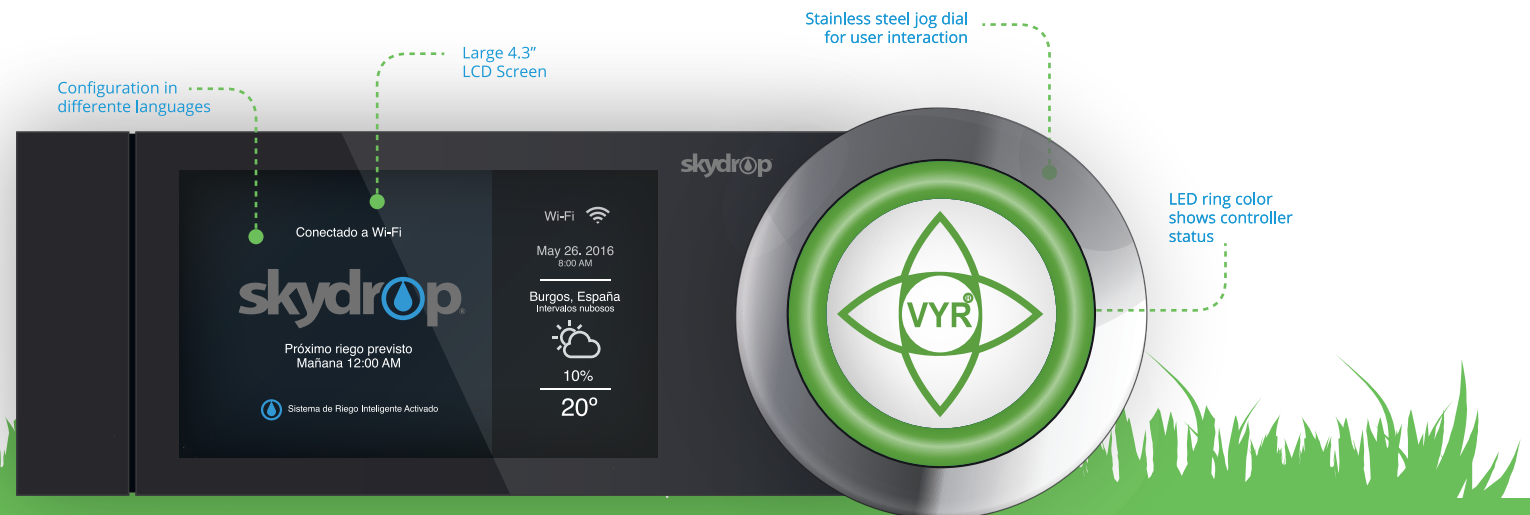 Stainless steel jog dial
for user interaction
Large 4.3"
LCD Screen
Configuration in
differente languages
skydrop
LED ring color
shows controller
status
Conectado a Wi-Fi
skydrop®
Próximo riego previsto
Mañana 12:00 AM
Sistema de Riego Inteligente Activado
Wi-Fi
May 26. 2016
8:00 AM
Burgos, España
Intervalos nubosos
10%
20º
VYR®